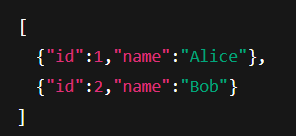 [
  {"id":1,"name":"Alice"},
  {"id":2,"name":"Bob"}
]